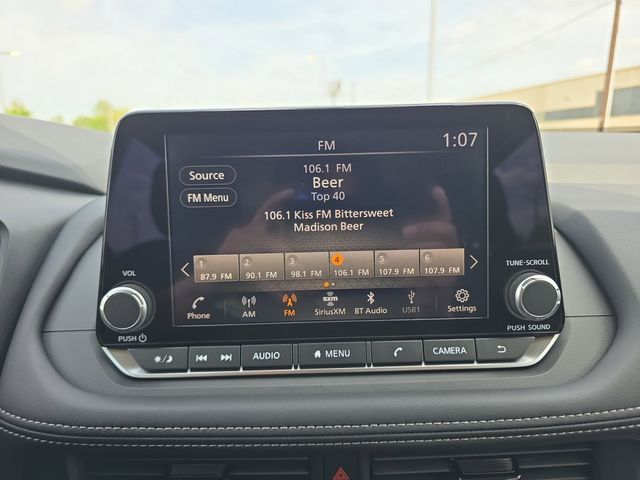 FM
1:07
106.1 FM
Source
Beer
FM Menu
Top 40
106.1 Kiss FM Bittersweet
Madison Beer
1 2 3 4 5 6
87.9 FM 90.1 FM 98.1 FM 106.1 FM 107.9 FM 107.9 FM
sxm
Phone AM FM SiriusXM BT Audio USB1 Settings
VOL
TUNE·SCROLL
PUSH
PUSH SOUND
AUDIO MENU CAMERA